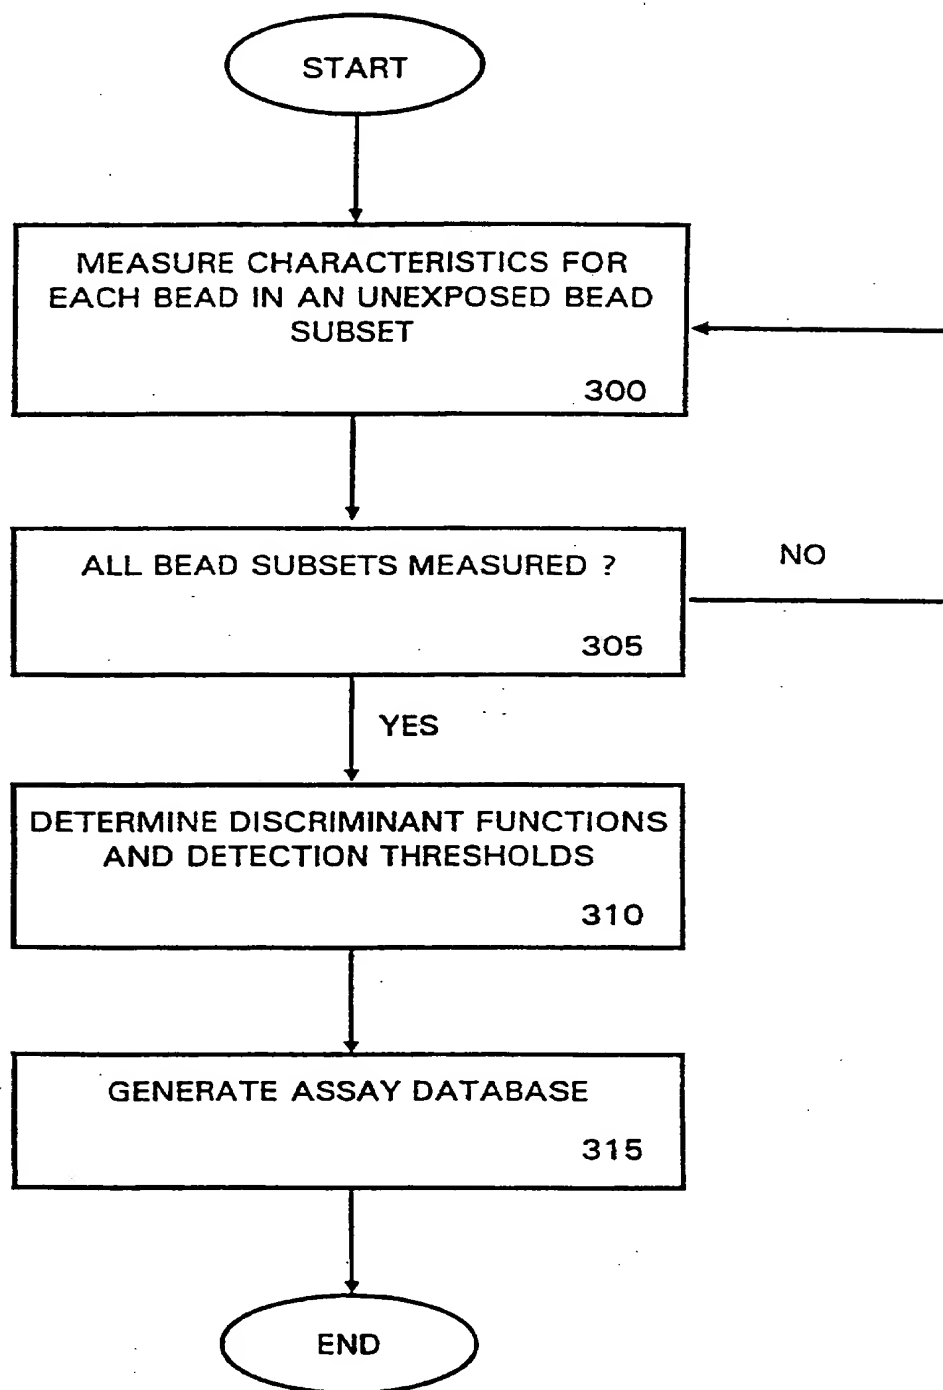 START
MEASURE CHARACTERISTICS FOR
EACH BEAD IN AN UNEXPOSED BEAD
SUBSET
300
ALL BEAD SUBSETS MEASURED ?
NO
305
YES
DETERMINE DISCRIMINANT FUNCTIONS
AND DETECTION THRESHOLDS
310
GENERATE ASSAY DATABASE
315
END